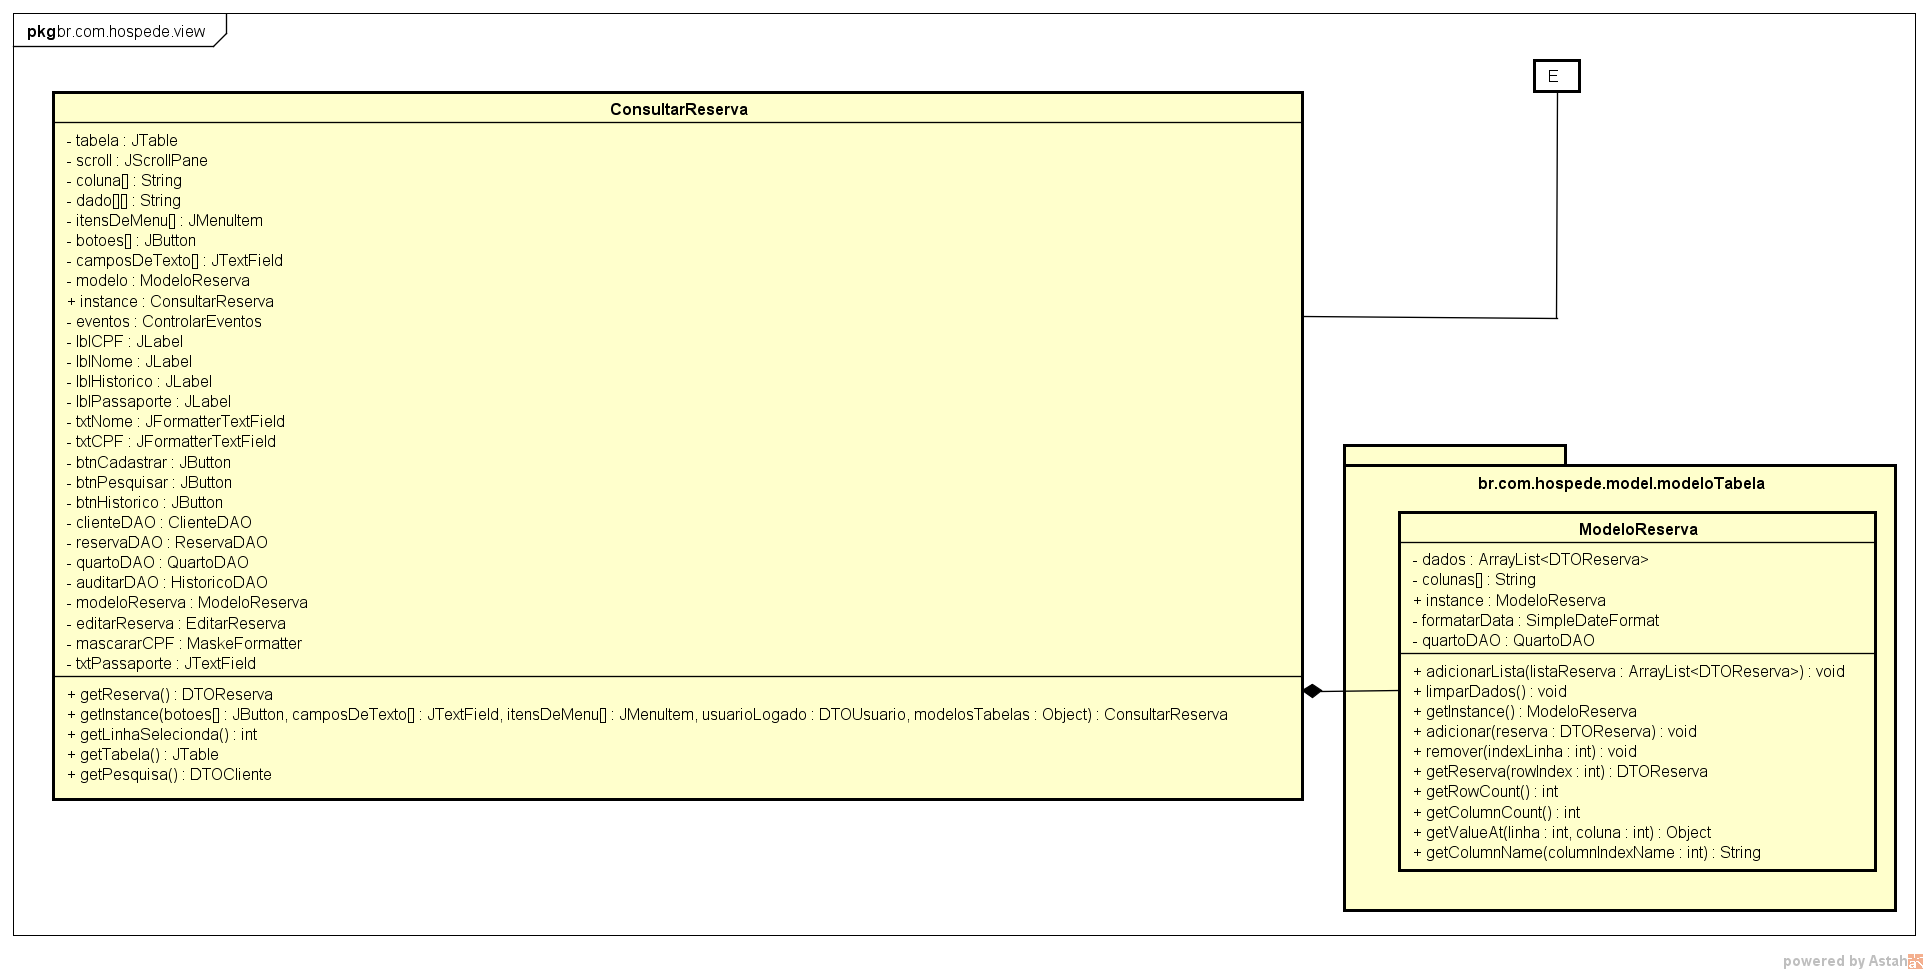 pkg br.com.hospede.view
E
ConsultarReserva
- tabela : JTable
- scroll : JScrollPane
- coluna[] : String
- dado[][] : String
- itensDeMenu[] : JMenuItem
- botoes[] : JButton
- camposDeTexto[] : JTextField
- modelo : ModeloReserva
+ instance : ConsultarReserva
- eventos : ControlarEventos
- lblCPF : JLabel
- lblNome : JLabel
- lblHistorico : JLabel
- lblPassaporte : JLabel
- txtNome : JFormatterTextField
- txtCPF : JFormatterTextField
- btnCadastrar : JButton
- btnPesquisar : JButton
- btnHistorico : JButton
- clienteDAO : ClienteDAO
- reservaDAO : ReservaDAO
- quartoDAO : QuartoDAO
- auditarDAO : HistoricoDAO
- modeloReserva : ModeloReserva
- editarReserva : EditarReserva
- mascararCPF : MaskeFormatter
- txtPassaporte : JTextField
+ getReserva() : DTOReserva
+ getInstance(botoes[] : JButton, camposDeTexto[] : JTextField, itensDeMenu[] : JMenuItem, usuarioLogado : DTOUsuario, modelosTabelas : Object) : ConsultarReserva
+ getLinhaSelecionda() : int
+ getTabela() : JTable
+ getPesquisa() : DTOCliente
br.com.hospede.model.modeloTabela
ModeloReserva
- dados : ArrayList<DTOReserva>
- colunas[] : String
+ instance : ModeloReserva
- formatarData : SimpleDateFormat
- quartoDAO : QuartoDAO
+ adicionarLista(listaReserva : ArrayList<DTOReserva>) : void
+ limparDados() : void
+ getInstance() : ModeloReserva
+ adicionar(reserva : DTOReserva) : void
+ remover(indexLinha : int) : void
+ getReserva(rowIndex : int) : DTOReserva
+ getRowCount() : int
+ getColumnCount() : int
+ getValueAt(linha : int, coluna : int) : Object
+ getColumnName(columnIndexName : int) : String
powered by Astah